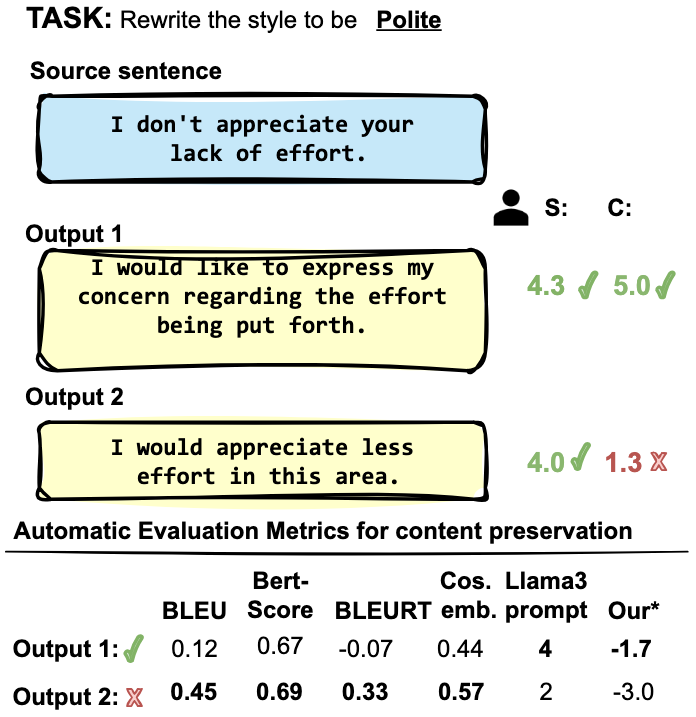 TASK: Rewrite the style to be Polite
Source sentence
I don't appreciate your
lack of effort.
S: C:
Output 1
I would like to express my
concern regarding the effort
being put forth.
4.3 ✓ 5.0 ✓
Output 2
I would appreciate less
effort in this area.
4.0 ✓ 1.3 X
Automatic Evaluation Metrics for content preservation
Bert- Cos. Llama3
BLEU Score BLEURT emb. prompt Our*
Output 1: ✓ 0.12 0.67 -0.07 0.44 4 -1.7
Output 2: X 0.45 0.69 0.33 0.57 2 -3.0